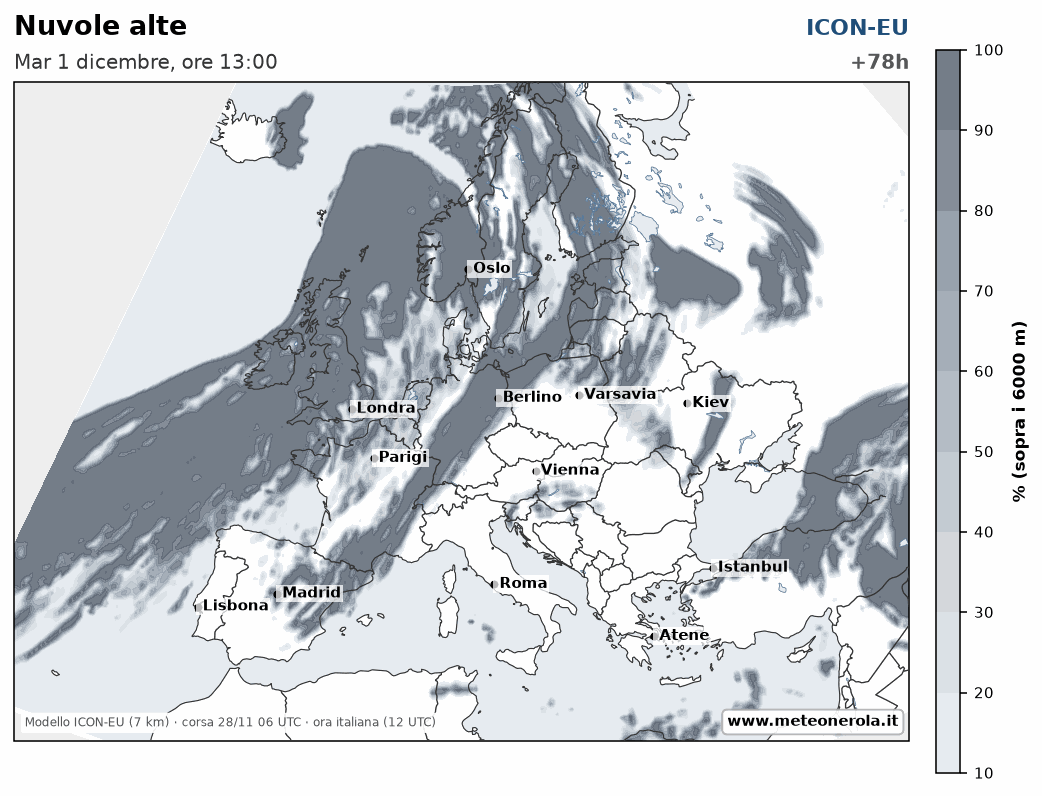 Nuvole alte
ICON-EU
Mar 1 dicembre, ore 13:00
+78h
100
90
80
70
60
50
40
30
20
10
% (sopra i 6000 m)
Oslo
Berlino
Varsavia
Kiev
Londra
Parigi
Vienna
Istanbul
Roma
Madrid
Lisbona
Atene
Modello ICON-EU (7 km) · corsa 28/11 06 UTC · ora italiana (12 UTC)
www.meteonerola.it